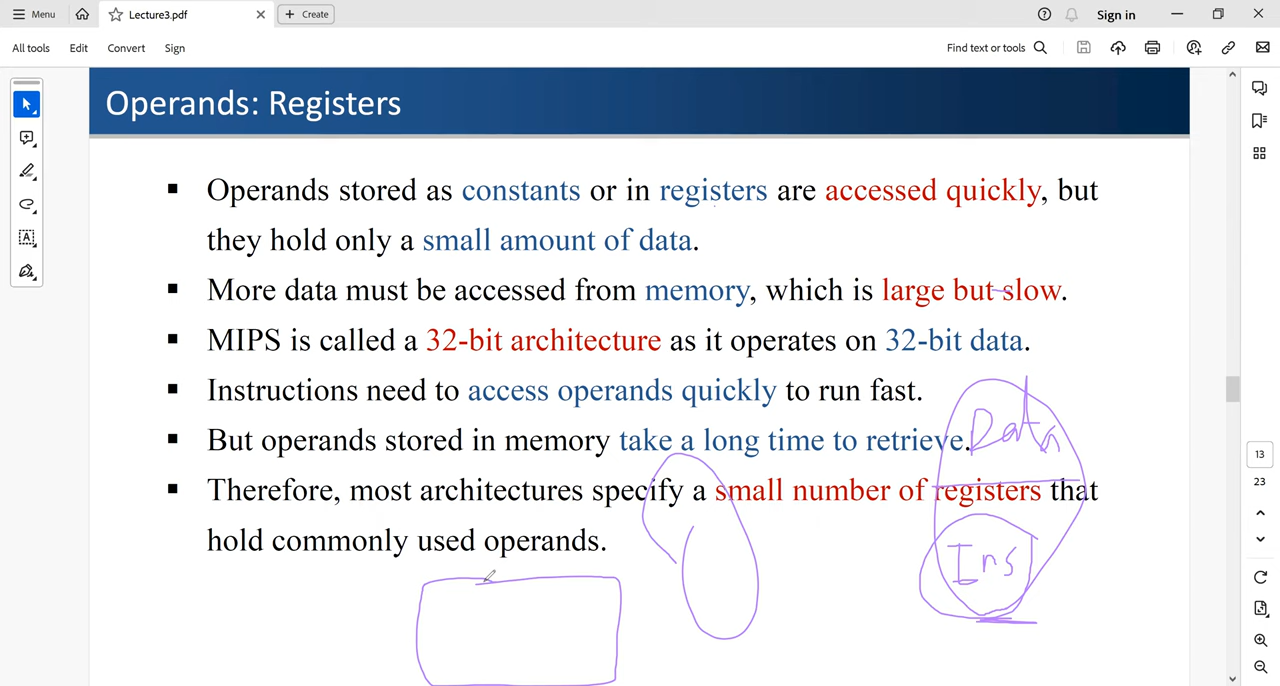 Menu
Lecture3.pdf
Create
Sign in
All tools
Edit
Convert
Sign
Find text or tools
Operands: Registers
▪ Operands stored as constants or in registers are accessed quickly, but
they hold only a small amount of data.
▪ More data must be accessed from memory, which is large but slow.
▪ MIPS is called a 32-bit architecture as it operates on 32-bit data.
▪ Instructions need to access operands quickly to run fast.
▪ But operands stored in memory take a long time to retrieve.
▪ Therefore, most architectures specify a small number of registers that
hold commonly used operands.
Data
Ins
13
23